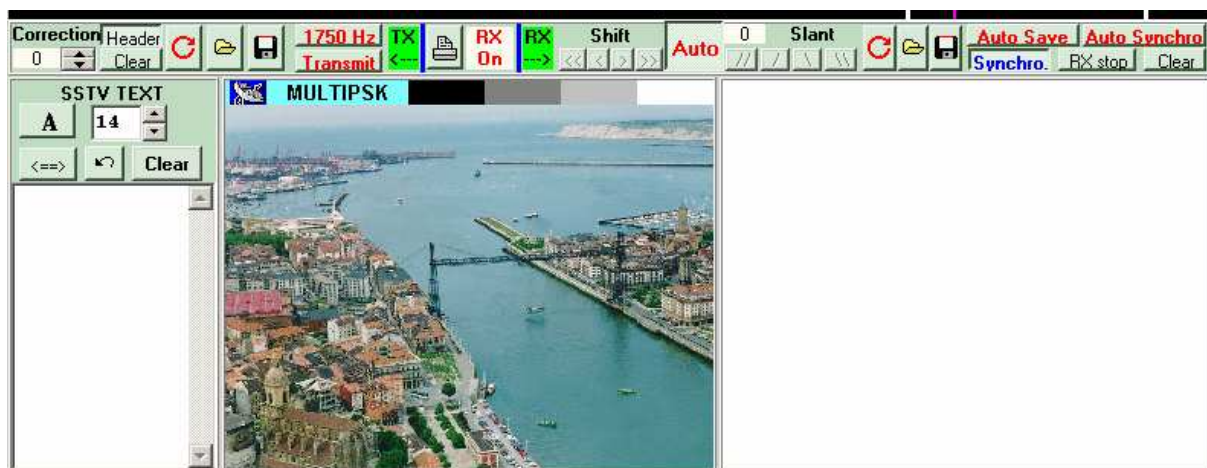 Correction Header 1750 Hz TX RX RX Shift 0 Slant Auto Save Auto Synchro
0 Clear Transmit <--- On ---> << < > >> Auto // / \ \\ Synchro. RX stop Clear
SSTV TEXT MULTIPSK
A 14
<==> Clear